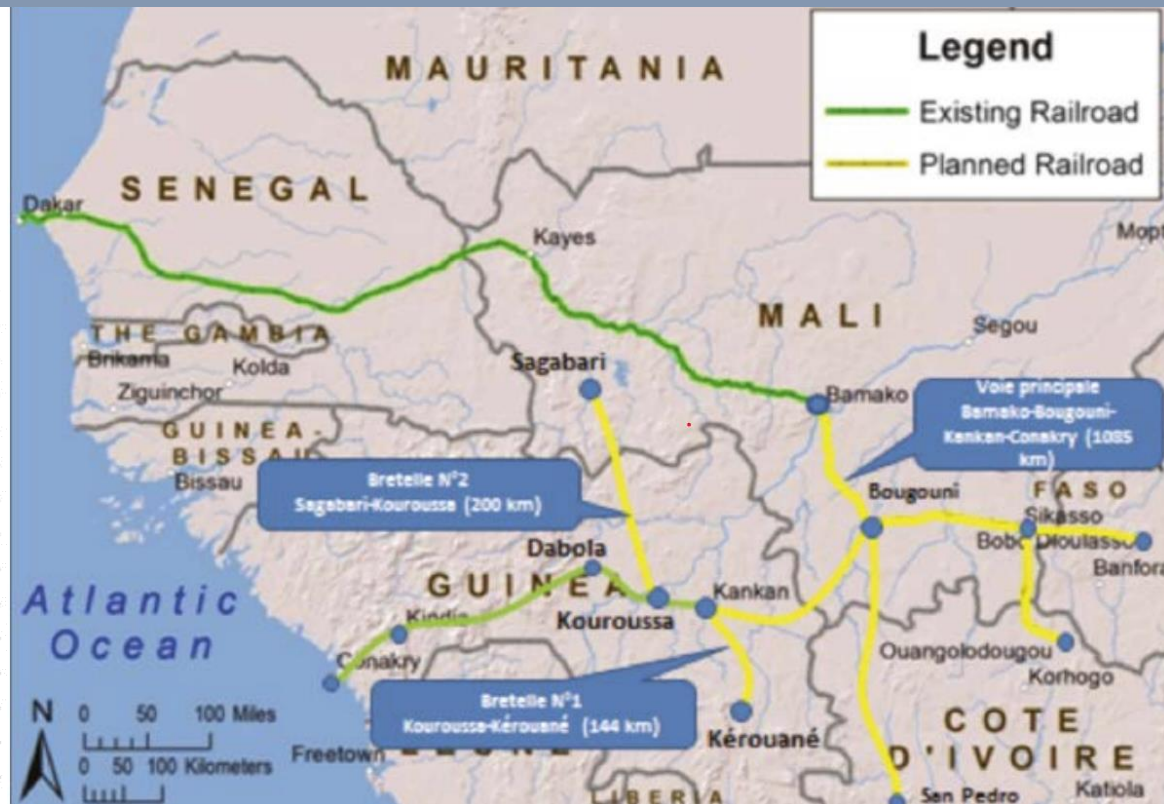 Legend
Existing Railroad
Planned Railroad
MAURITANIA
SENEGAL
Dakar
Kayes
Mopt
MALI
Segou
THE GAMBIA
Brikama
Kolda
Ziguinchor
Sagabari
Bamako
Voie principale
Bamako-Bougouni-
Kankan-Conakry (1085
km)
GUINEA-
BISSAU
Bissau
Bretelle N°2
Sagabari-Kouroussa (200 km)
Bougouni
FASO
Sikasso
Bobo Dioulasso
Banfora
Dabola
GUINEA
Kankan
Kouroussa
Kindia
Conakry
Atlantic
Ocean
Ouangolodougou
Korhogo
Bretelle N°1
Kouroussa-Kérouané (144 km)
Kérouané
N
0 50 100 Miles
0 50 100 Kilometers
Freetown
LEONE
COTE
D'IVOIRE
LIBERIA
San Pedro
Katiola